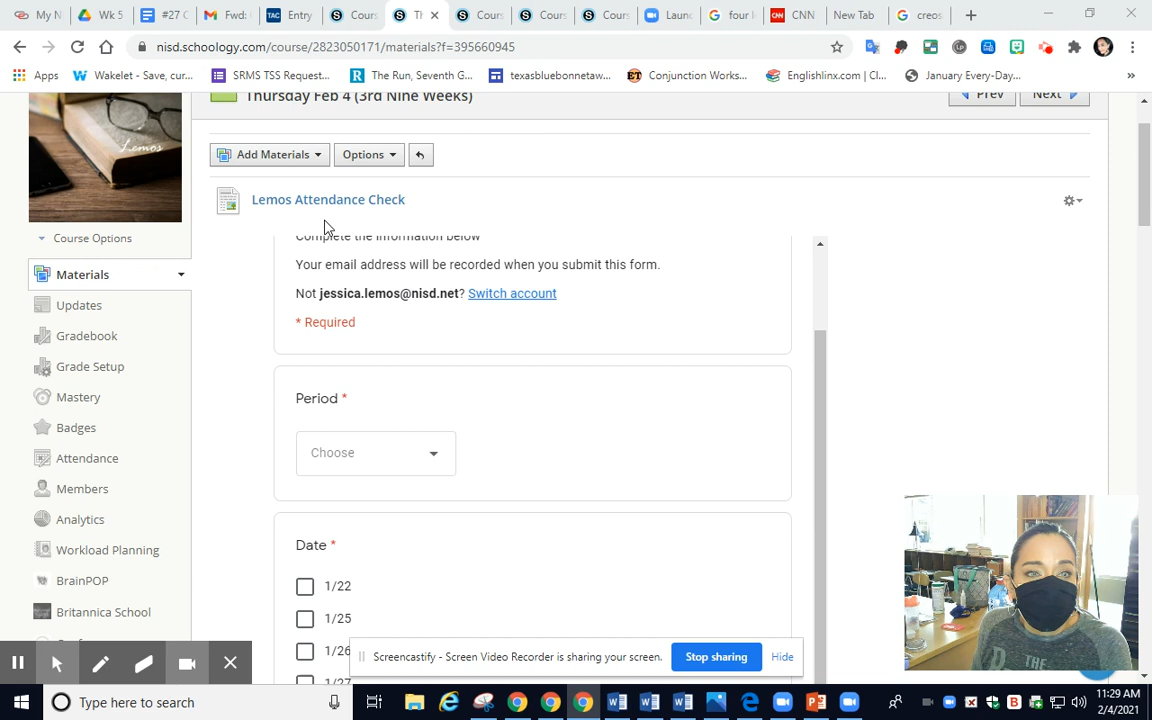 My N
Wk 5
#27 C
Fwd:
TAC Entry
Cours
Th
Cours
Cours
Cours
Laun
four l
CNN CNN
New Tab
creos
nisd.schoology.com/course/2823050171/materials?f=395660945
Apps
Wakelet - Save, cur...
SRMS TSS Request...
The Run, Seventh G...
texasbluebonnetaw...
Conjunction Works...
Englishlinx.com | Cl...
January Every-Day...
Thursday Feb 4 (3rd Nine Weeks)
Prev
Next
Lemos
Add Materials
Options
Lemos Attendance Check
Course Options
Complete the information below
Your email address will be recorded when you submit this form.
Not jessica.lemos@nisd.net? Switch account
* Required
Materials
Updates
Gradebook
Grade Setup
Mastery
Badges
Attendance
Members
Analytics
Workload Planning
BrainPOP
Britannica School
Period *
Choose
Date *
1/22
1/25
1/26
1/27
Screencastify - Screen Video Recorder is sharing your screen.
Stop sharing
Hide
Type here to search
11:29 AM
2/4/2021